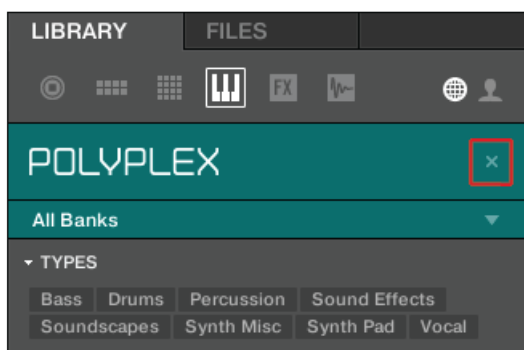 LIBRARY FILES
FX
POLYPLEX
All Banks
TYPES
Bass Drums Percussion Sound Effects
Soundscapes Synth Misc Synth Pad Vocal